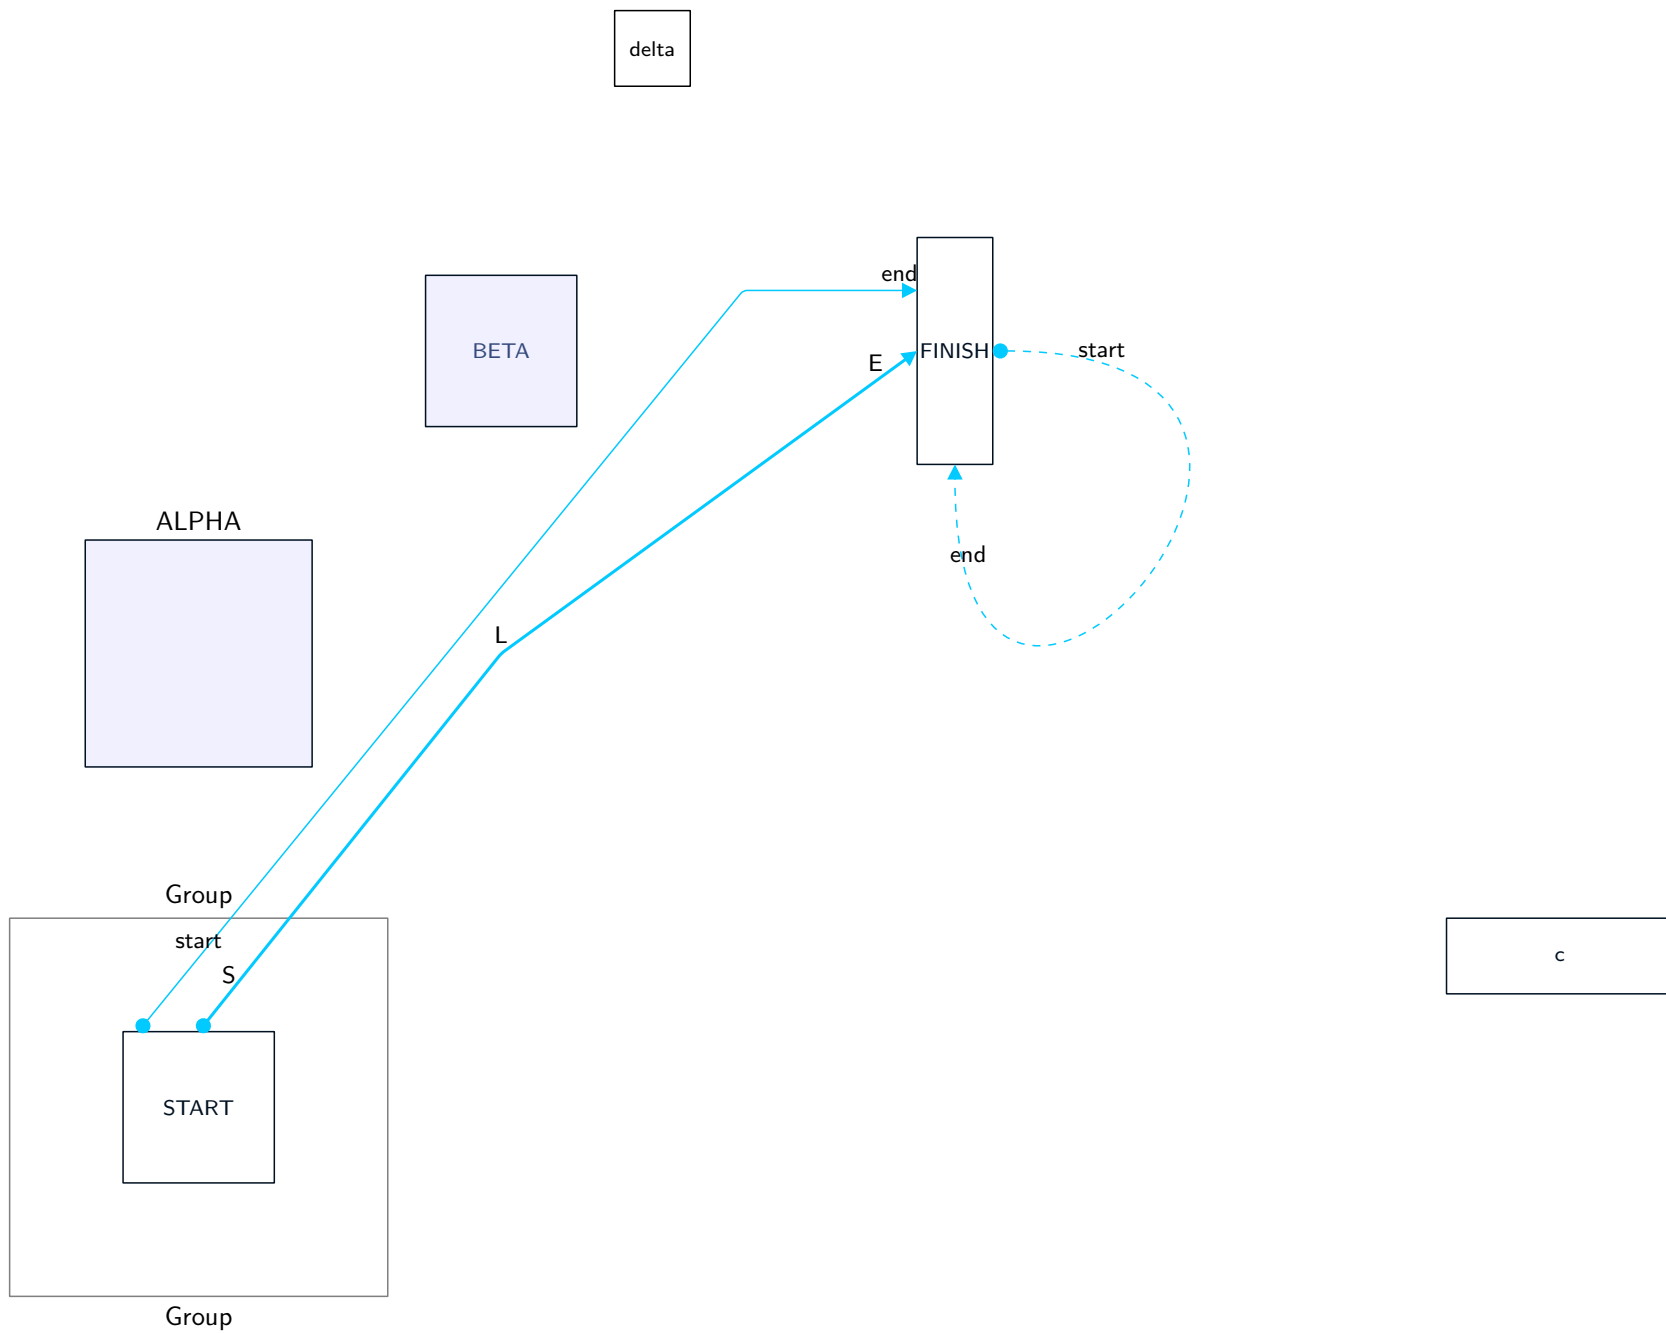 delta
end
BETA
E
FINISH
start
ALPHA
end
L
Group
start
S
c
START
Group